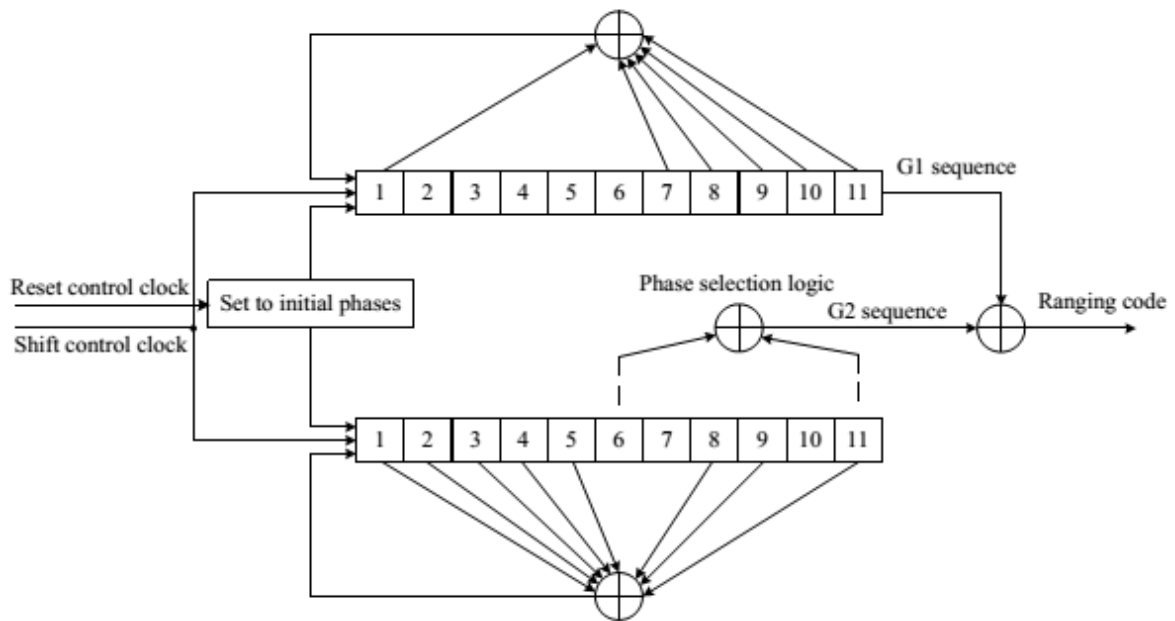 1 2 3 4 5 6 7 8 9 10 11
G1 sequence
Reset control clock
Set to initial phases
Shift control clock
Phase selection logic
G2 sequence
Ranging code
1 2 3 4 5 6 7 8 9 10 11